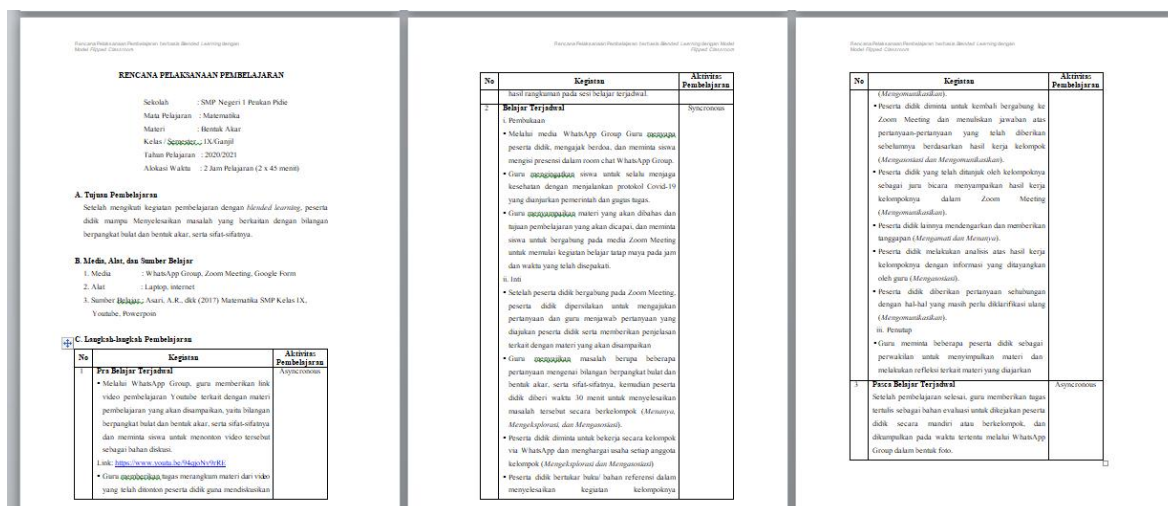 Rencana Pelaksanaan Pembelajaran berbasis Blended Learning dengan
Model Flipped Classroom
RENCANA PELAKSANAAN PEMBELAJARAN
Sekolah : SMP Negeri 1 Peukan Pidie
Mata Pelajaran : Matematika
Materi : Bentuk Akar
Kelas / Semester : IX/Ganjil
Tahun Pelajaran : 2020/2021
Alokasi Waktu : 2 Jam Pelajaran (2 x 45 menit)
A. Tujuan Pembelajaran
Setelah mengikuti kegiatan pembelajaran dengan blended learning, peserta
didik mampu Menyelesaikan masalah yang berkaitan dengan bilangan
berpangkat bulat dan bentuk akar, serta sifat-sifatnya.
B. Media, Alat, dan Sumber Belajar
1. Media : WhatsApp Group, Zoom Meeting, Google Form
2. Alat : Laptop, internet
3. Sumber Belajar : Asari, A.R., dkk (2017) Matematika SMP Kelas IX,
Youtube, Powerpoin
C. Langkah-langkah Pembelajaran
No Kegiatan Aktivitas
Pembelajaran
1 Pra Belajar Terjadwal Asyncronous
▪ Melalui WhatsApp Group, guru memberikan link
video pembelajaran Youtube terkait dengan materi
pembelajaran yang akan disampaikan, yaitu bilangan
berpangkat bulat dan bentuk akar, serta sifat-sifatnya
dan meminta siswa untuk menonton video tersebut
sebagai bahan diskusi.
Link: https://www.youtu.be/
▪ Guru memberikan tugas merangkum materi dari video
yang telah ditonton peserta didik guna mendiskusikan
Rencana Pelaksanaan Pembelajaran berbasis Blended Learning dengan Model
Flipped Classroom
No Kegiatan Aktivitas
Pembelajaran
hasil rangkuman pada sesi belajar terjadwal.
2 Belajar Terjadwal Syncronous
i. Pembukaan
▪ Melalui media WhatsApp Group Guru menyapa
peserta didik, mengajak berdoa, dan meminta siswa
mengisi presensi dalam room chat WhatsApp Group.
▪ Guru mengingatkan siswa untuk selalu menjaga
kesehatan dengan menjalankan protokol Covid-19
yang dianjurkan pemerintah dan gugus tugas.
▪ Guru menyampaikan materi yang akan dibahas dan
tujuan pembelajaran yang akan dicapai, dan meminta
siswa untuk bergabung pada media Zoom Meeting
untuk memulai kegiatan belajar tatap maya pada jam
dan waktu yang telah disepakati.
ii. Inti
▪ Setelah peserta didik bergabung pada Zoom Meeting,
peserta didik dipersilakan untuk mengajukan
pertanyaan dan guru menjawab pertanyaan yang
diajukan peserta didik serta memberikan penjelasan
terkait dengan materi yang akan disampaikan
▪ Guru menyajikan masalah berupa beberapa
pertanyaan mengenai bilangan berpangkat bulat dan
bentuk akar, serta sifat-sifatnya, kemudian peserta
didik diberi waktu 30 menit untuk menyelesaikan
masalah tersebut secara berkelompok (Menanya,
Mengeksplorasi, dan Mengasosiasi).
▪ Peserta didik diminta untuk bekerja secara kelompok
via WhatsApp dan menghargai usaha setiap anggota
kelompok (Mengeksplorasi dan Mengasosiasi)
▪ Peserta didik bertukar buku/ bahan referensi dalam
menyelesaikan kegiatan kelompoknya
Rencana Pelaksanaan Pembelajaran berbasis Blended Learning dengan
Model Flipped Classroom
No Kegiatan Aktivitas
Pembelajaran
(Mengomunikasikan).
▪ Peserta didik diminta untuk kembali bergabung ke
Zoom Meeting dan menuliskan jawaban atas
pertanyaan-pertanyaan yang telah diberikan
sebelumnya berdasarkan hasil kerja kelompok
(Mengasosiasi dan Mengomunikasikan).
▪ Peserta didik yang telah ditunjuk oleh kelompoknya
sebagai juru bicara menyampaikan hasil kerja
kelompoknya dalam Zoom Meeting
(Mengomunikasikan).
▪ Peserta didik lainnya mendengarkan dan memberikan
tanggapan (Mengamati dan Menanya).
▪ Peserta didik melakukan analisis atas hasil kerja
kelompoknya dengan informasi yang ditayangkan
oleh guru (Mengasosiasi).
▪ Peserta didik diberikan pertanyaan sehubungan
dengan hal-hal yang masih perlu diklarifikasi ulang
(Mengomunikasikan).
iii. Penutup
▪ Guru meminta beberapa peserta didik sebagai
perwakilan untuk menyimpulkan materi dan
melakukan refleksi terkait materi yang diajarkan
3 Pasca Belajar Terjadwal Asyncronous
Setelah pembelajaran selesai, guru memberikan tugas
tertulis sebagai bahan evaluasi untuk dikerjakan peserta
didik secara mandiri atau berkelompok, dan
dikumpulkan pada waktu tertentu melalui WhatsApp
Group dalam bentuk foto.